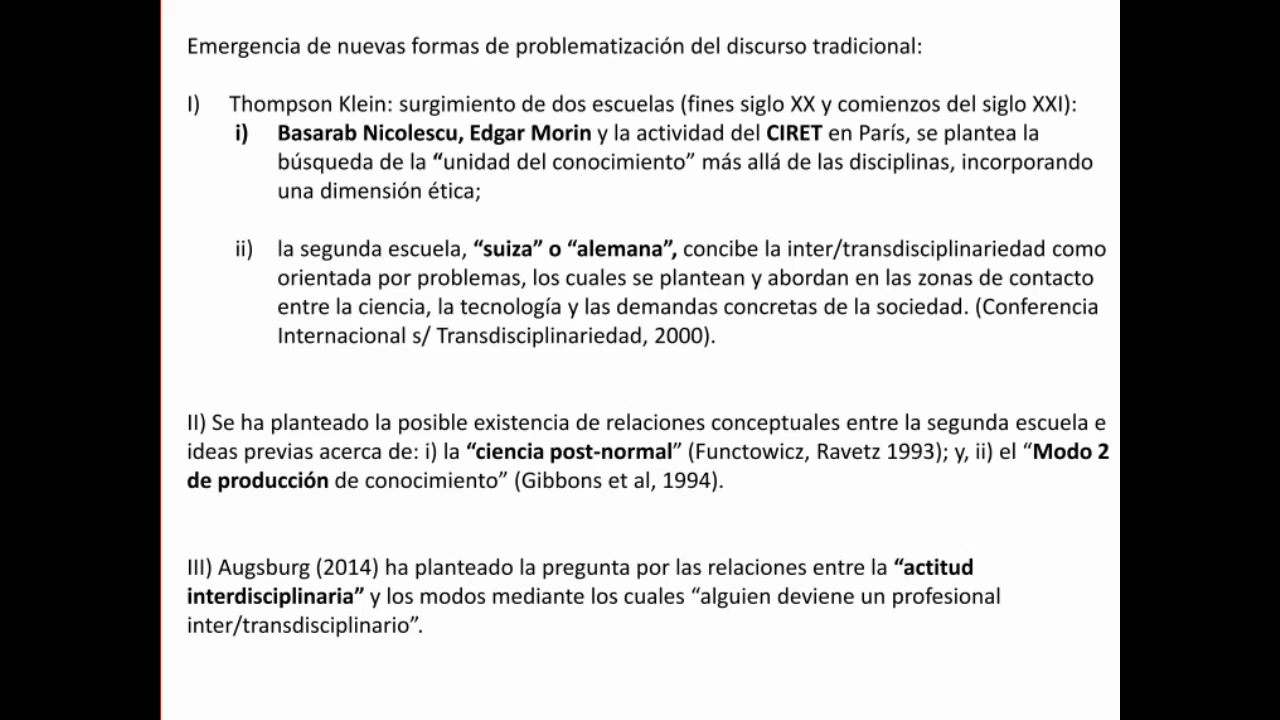 Emergencia de nuevas formas de problematización del discurso tradicional:
I) Thompson Klein: surgimiento de dos escuelas (fines siglo XX y comienzos del siglo XXI):
i) Basarab Nicolescu, Edgar Morin y la actividad del CIRET en París, se plantea la
búsqueda de la “unidad del conocimiento” más allá de las disciplinas, incorporando
una dimensión ética;
ii) la segunda escuela, “suiza” o “alemana”, concibe la inter/transdisciplinariedad como
orientada por problemas, los cuales se plantean y abordan en las zonas de contacto
entre la ciencia, la tecnología y las demandas concretas de la sociedad. (Conferencia
Internacional s/ Transdisciplinariedad, 2000).
II) Se ha planteado la posible existencia de relaciones conceptuales entre la segunda escuela e
ideas previas acerca de: i) la “ciencia post-normal” (Functowicz, Ravetz 1993); y, ii) el “Modo 2
de producción de conocimiento” (Gibbons et al, 1994).
III) Augsburg (2014) ha planteado la pregunta por las relaciones entre la “actitud
interdisciplinaria” y los modos mediante los cuales “alguien deviene un profesional
inter/transdisciplinario”.